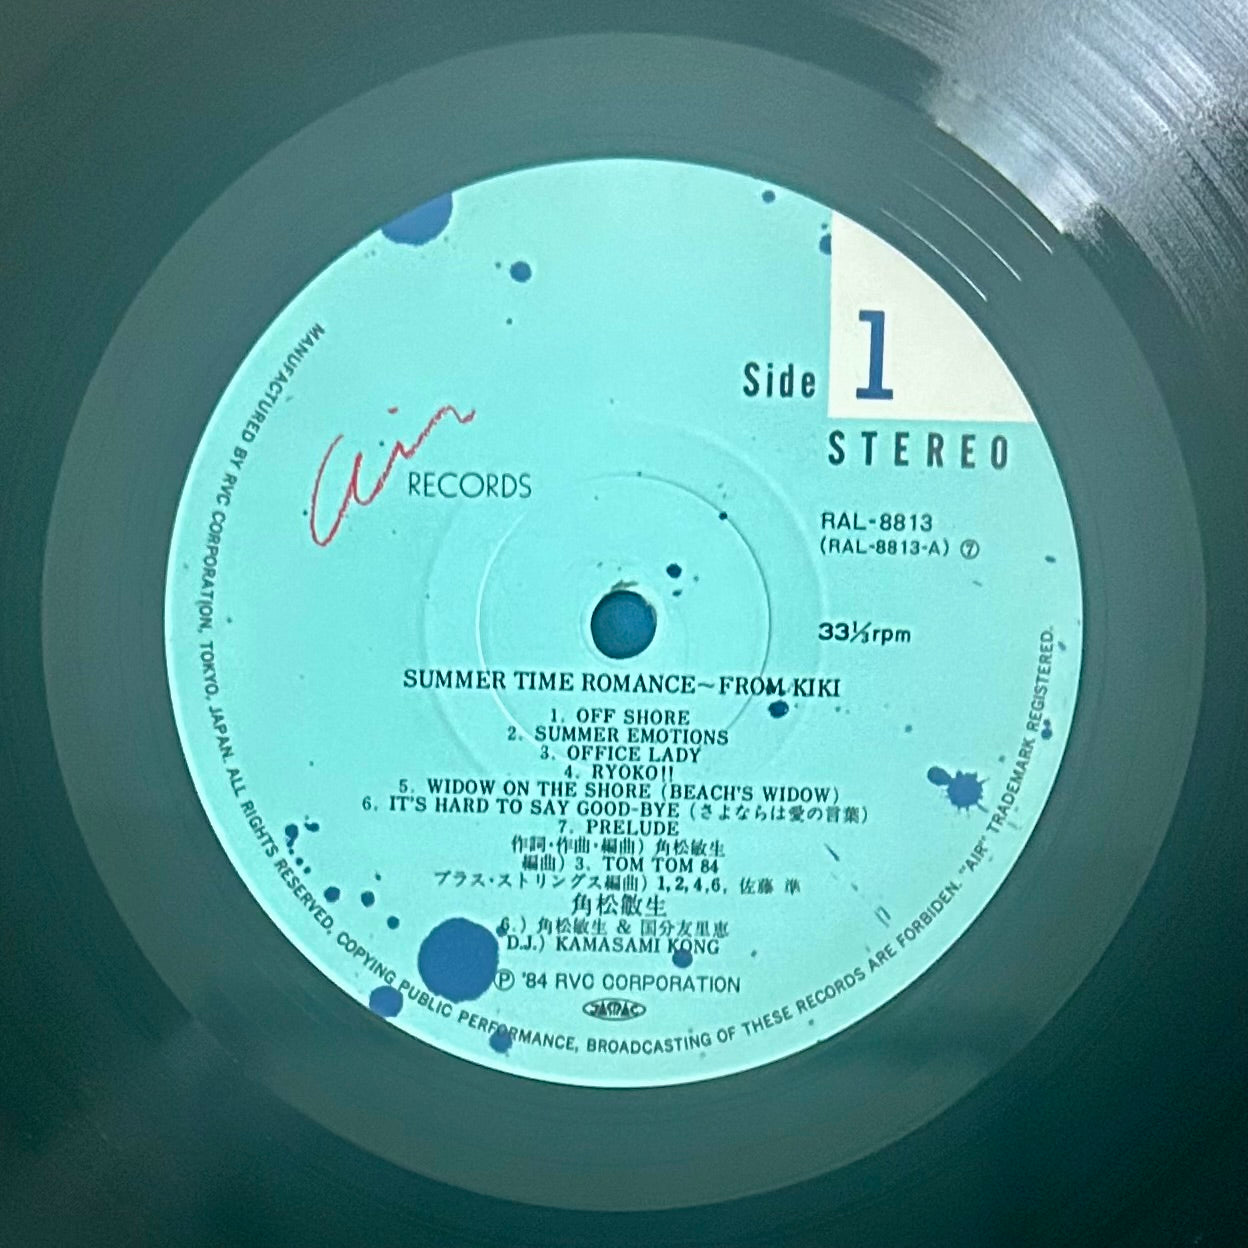 Air
RECORDS
Side 1
STEREO
RAL-8813
(RAL-8813-A) ⑦
33⅓rpm
SUMMER TIME ROMANCE~FROM KIKI
1. OFF SHORE
2. SUMMER EMOTIONS
3. OFFICE LADY
4. RYOKO!!
5. WIDOW ON THE SHORE (BEACH'S WIDOW)
6. IT'S HARD TO SAY GOOD-BYE (さよならは愛の言葉)
7. PRELUDE
作詞・作曲・編曲) 角松敏生
編曲) 3. TOM TOM 84
ブラス・ストリングス編曲) 1,2,4,6, 佐藤 準
角松敏生
6.) 角松敏生 & 国分友里恵
D.J.) KAMASAMI KONG
Ⓟ '84 RVC CORPORATION
JASRAC
MANUFACTURED BY RVC CORPORATION, TOKYO, JAPAN. ALL RIGHTS RESERVED, COPYING PUBLIC PERFORMANCE, BROADCASTING OF THESE RECORDS ARE FORBIDDEN. "AIR" TRADEMARK REGISTERED.